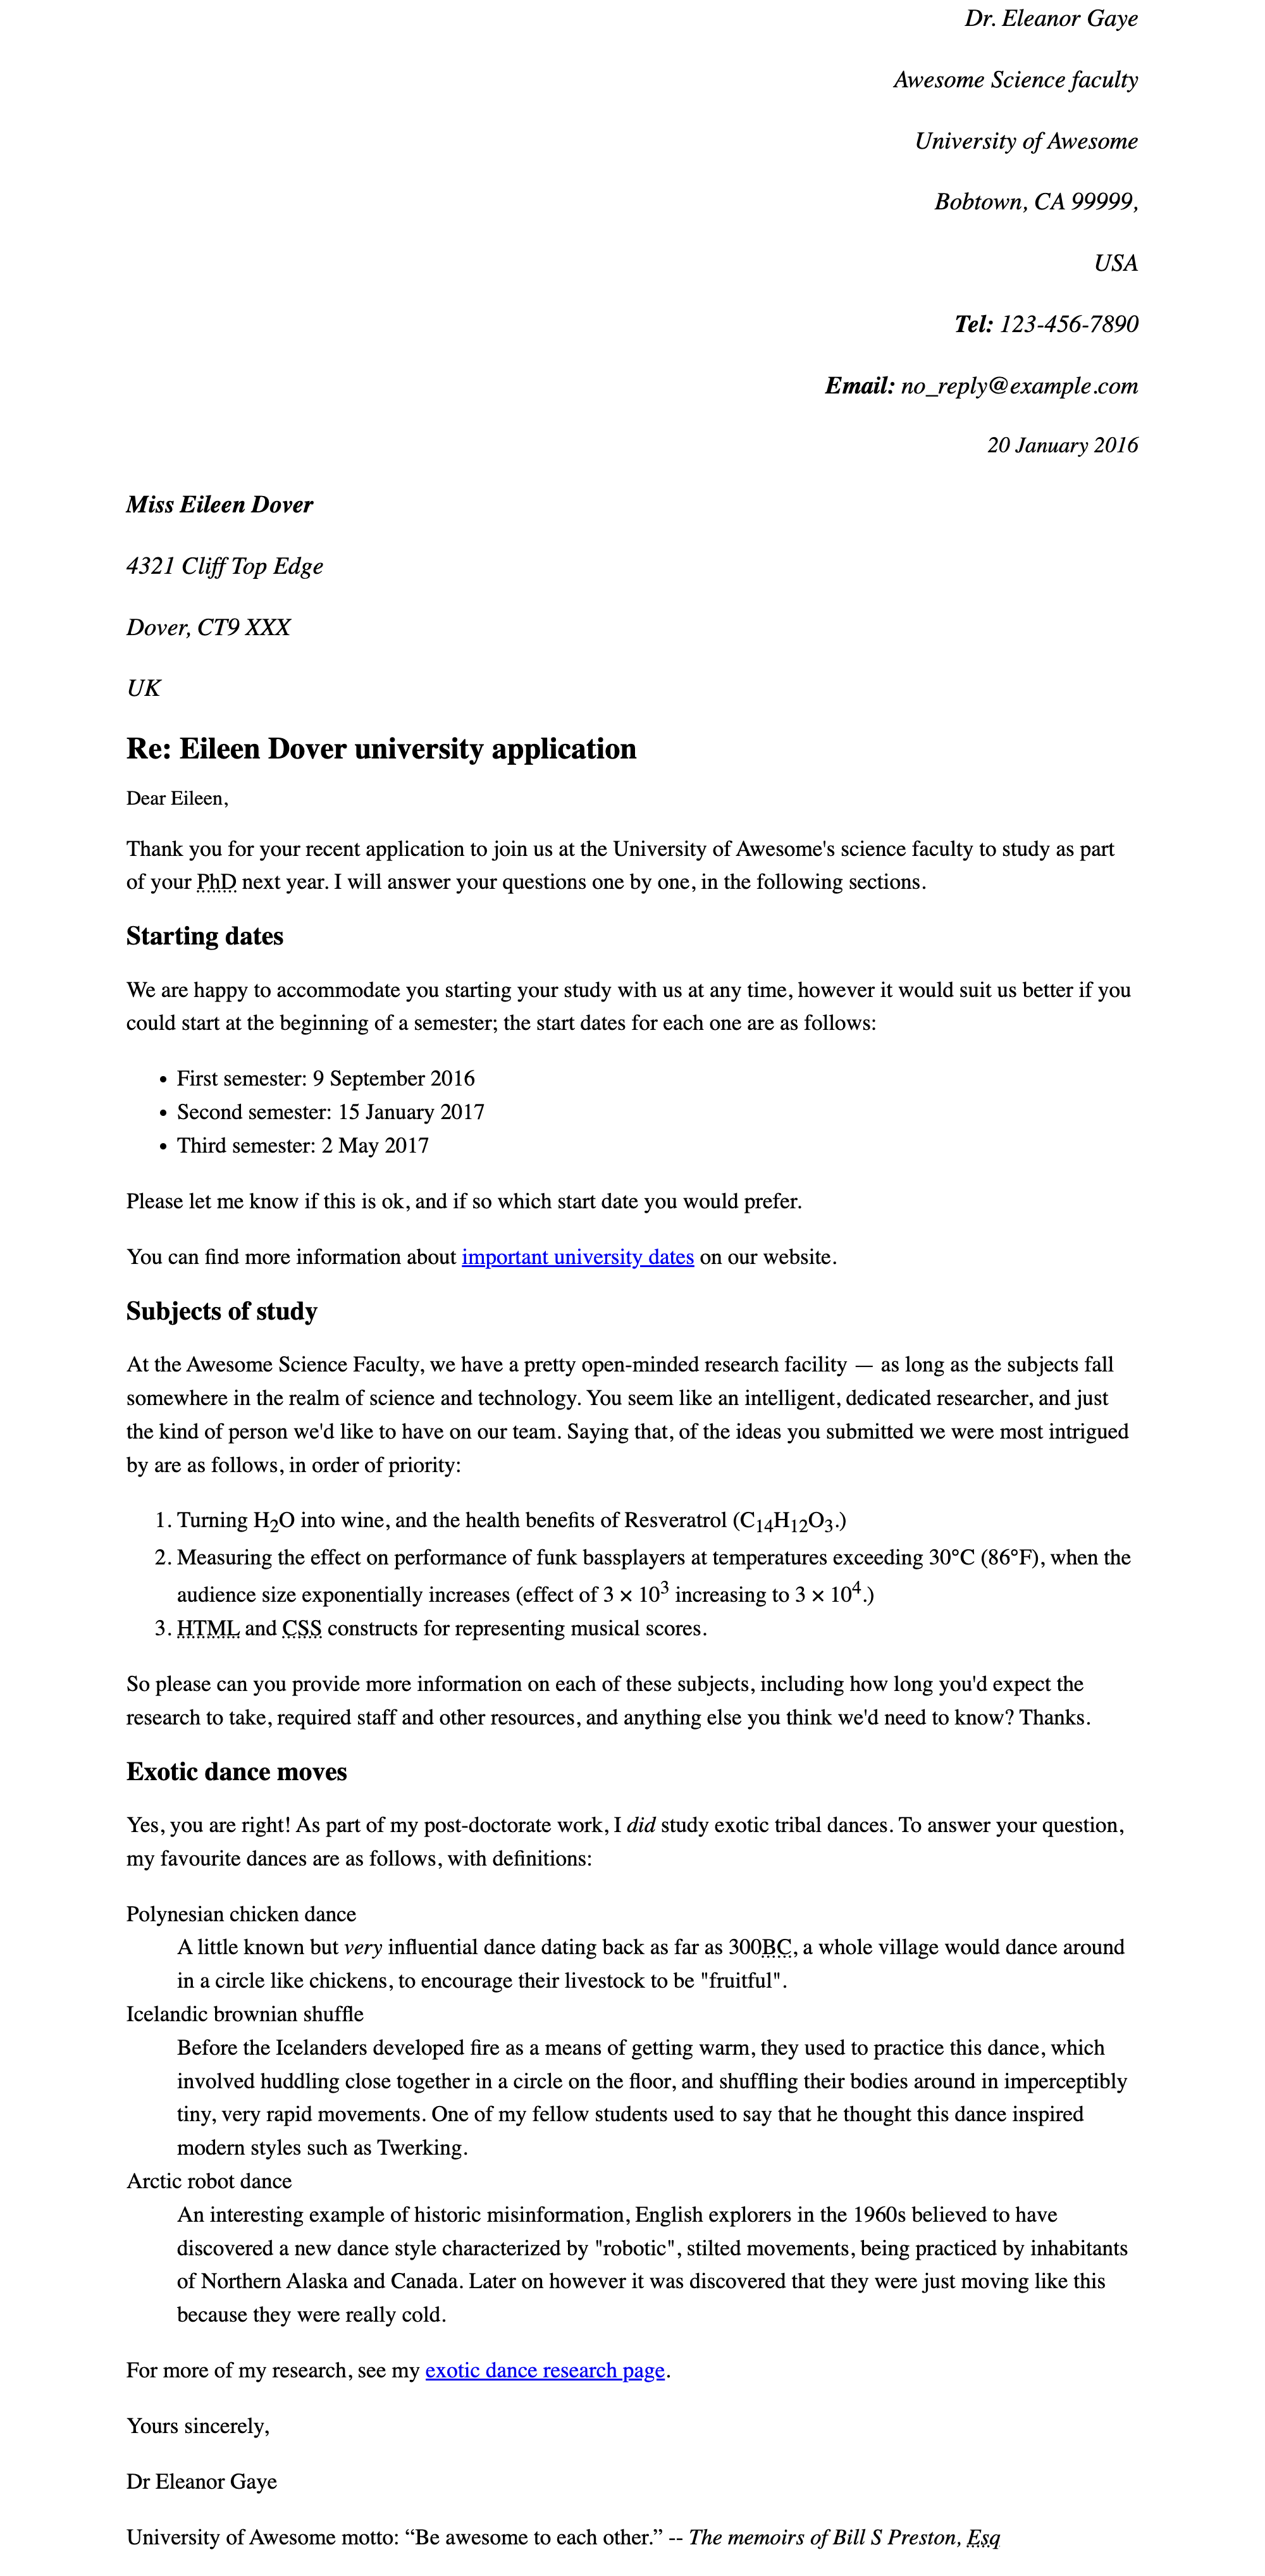 Dr. Eleanor Gaye
Awesome Science faculty
University of Awesome
Bobtown, CA 99999,
USA
Tel: 123-456-7890
Email: no_reply@example.com
20 January 2016
Miss Eileen Dover
4321 Cliff Top Edge
Dover, CT9 XXX
UK
Re: Eileen Dover university application
Dear Eileen,
Thank you for your recent application to join us at the University of Awesome's science faculty to study as part
of your PhD next year. I will answer your questions one by one, in the following sections.
Starting dates
We are happy to accommodate you starting your study with us at any time, however it would suit us better if you
could start at the beginning of a semester; the start dates for each one are as follows:
• First semester: 9 September 2016
• Second semester: 15 January 2017
• Third semester: 2 May 2017
Please let me know if this is ok, and if so which start date you would prefer.
You can find more information about important university dates on our website.
Subjects of study
At the Awesome Science Faculty, we have a pretty open-minded research facility — as long as the subjects fall
somewhere in the realm of science and technology. You seem like an intelligent, dedicated researcher, and just
the kind of person we'd like to have on our team. Saying that, of the ideas you submitted we were most intrigued
by are as follows, in order of priority:
1. Turning H₂O into wine, and the health benefits of Resveratrol (C₁₄H₁₂O₃.)
2. Measuring the effect on performance of funk bassplayers at temperatures exceeding 30°C (86°F), when the
audience size exponentially increases (effect of 3 × 10³ increasing to 3 × 10⁴.)
3. HTML and CSS constructs for representing musical scores.
So please can you provide more information on each of these subjects, including how long you'd expect the
research to take, required staff and other resources, and anything else you think we'd need to know? Thanks.
Exotic dance moves
Yes, you are right! As part of my post-doctorate work, I did study exotic tribal dances. To answer your question,
my favourite dances are as follows, with definitions:
Polynesian chicken dance
A little known but very influential dance dating back as far as 300BC, a whole village would dance around
in a circle like chickens, to encourage their livestock to be "fruitful".
Icelandic brownian shuffle
Before the Icelanders developed fire as a means of getting warm, they used to practice this dance, which
involved huddling close together in a circle on the floor, and shuffling their bodies around in imperceptibly
tiny, very rapid movements. One of my fellow students used to say that he thought this dance inspired
modern styles such as Twerking.
Arctic robot dance
An interesting example of historic misinformation, English explorers in the 1960s believed to have
discovered a new dance style characterized by "robotic", stilted movements, being practiced by inhabitants
of Northern Alaska and Canada. Later on however it was discovered that they were just moving like this
because they were really cold.
For more of my research, see my exotic dance research page.
Yours sincerely,
Dr Eleanor Gaye
University of Awesome motto: “Be awesome to each other.” -- The memoirs of Bill S Preston, Esq